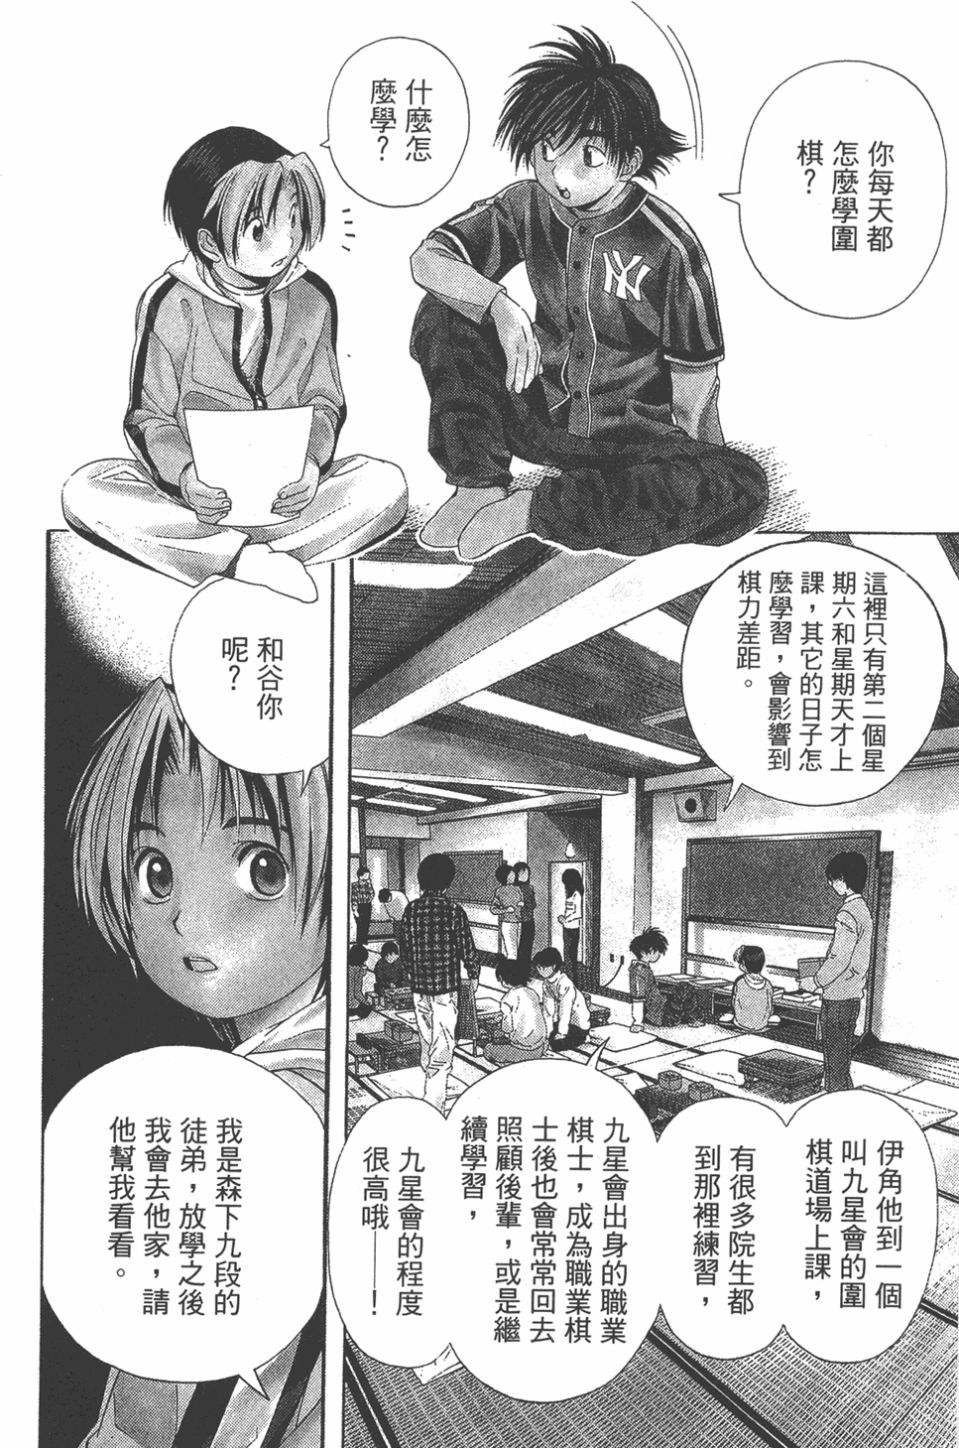 你每天都
怎麼學圍
棋？
什麼怎
麼學？
NY
這裡只有第二個星
期六和星期天才上
課，其它的日子怎
麼學習，會影響到
棋力差距。
伊角他到一個
叫九星會的圍
棋道場上課，
有很多院生都
到那裡練習，
九星會出身的職業
棋士，成為職業棋
士後也會常常回去
照顧後輩，或是繼
續學習，
九星會的程度
很高哦——！
和谷你
呢？
我是森下九段的
徒弟，放學之後
我會去他家，請
他幫我看看。